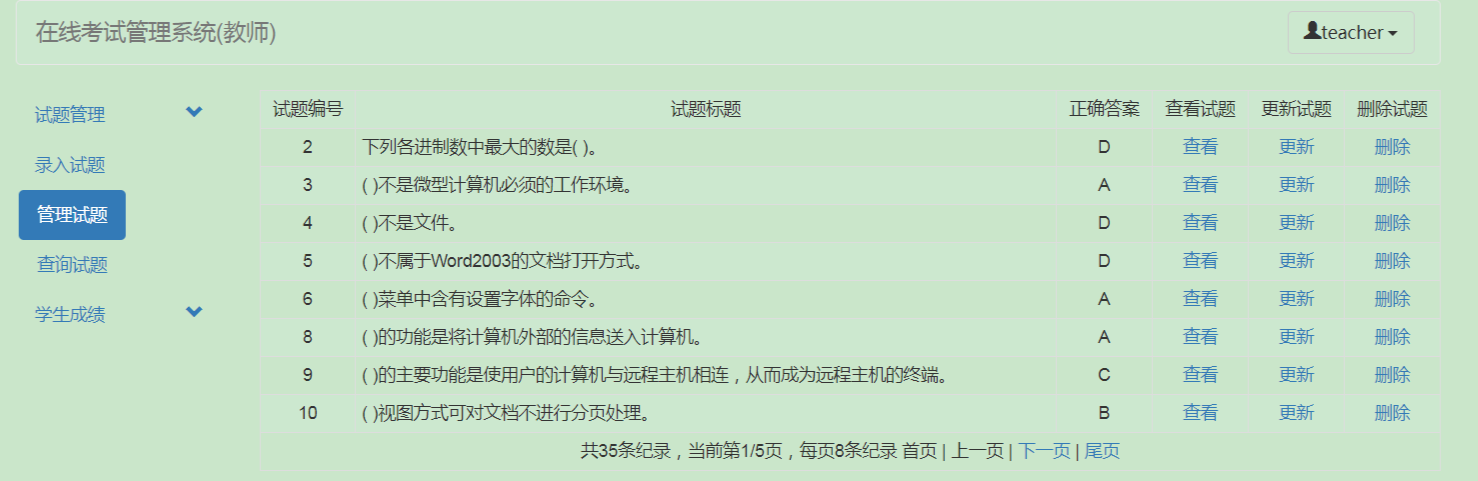 在线考试管理系统(教师)
teacher
试题管理
录入试题
管理试题
查询试题
学生成绩
试题编号 试题标题 正确答案 查看试题 更新试题 删除试题
2 下列各进制数中最大的数是( )。 D 查看 更新 删除
3 ( )不是微型计算机必须的工作环境。 A 查看 更新 删除
4 ( )不是文件。 D 查看 更新 删除
5 ( )不属于Word2003的文档打开方式。 D 查看 更新 删除
6 ( )菜单中含有设置字体的命令。 A 查看 更新 删除
8 ( )的功能是将计算机外部的信息送入计算机。 A 查看 更新 删除
9 ( )的主要功能是使用户的计算机与远程主机相连，从而成为远程主机的终端。 C 查看 更新 删除
10 ( )视图方式可对文档不进行分页处理。 B 查看 更新 删除
共35条纪录，当前第1/5页，每页8条纪录 首页 | 上一页 | 下一页 | 尾页